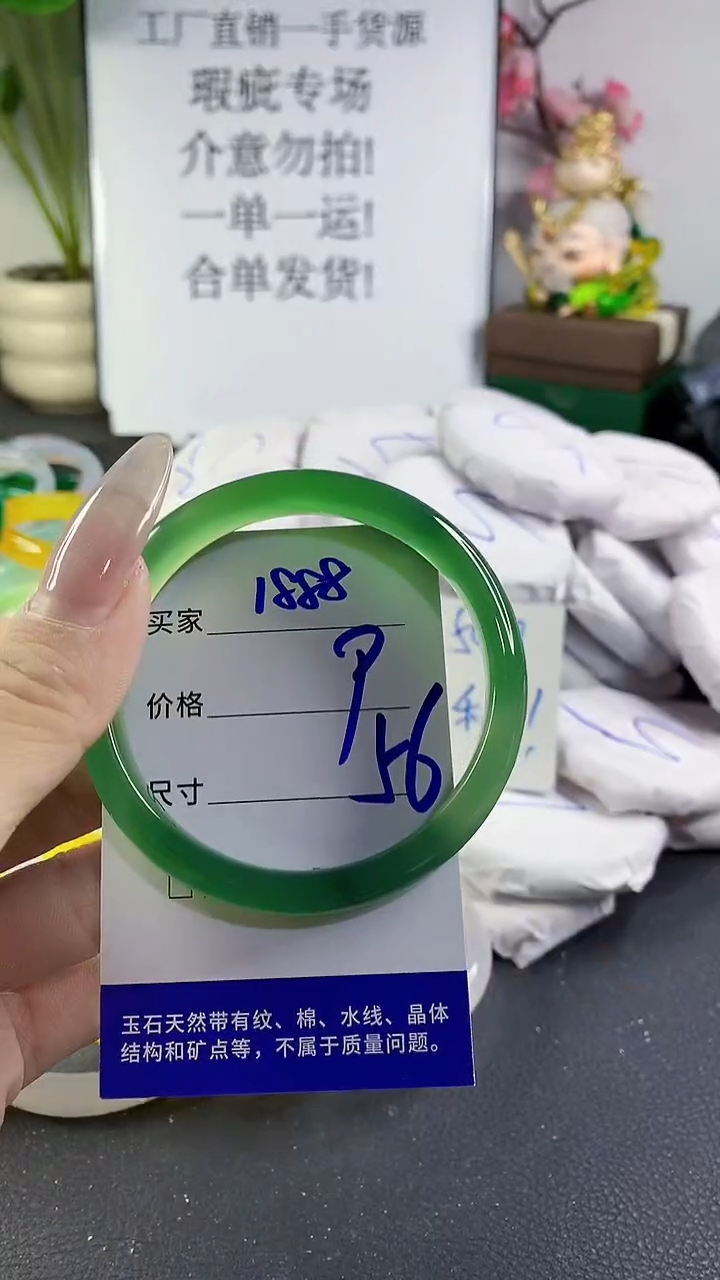 工厂直销一手货源
瑕疵专场
介意勿拍!
一单一运!
合单发货!
买家 1888
价格
尺寸 56
玉石天然带有纹、棉、水线、晶体
结构和矿点等，不属于质量问题。